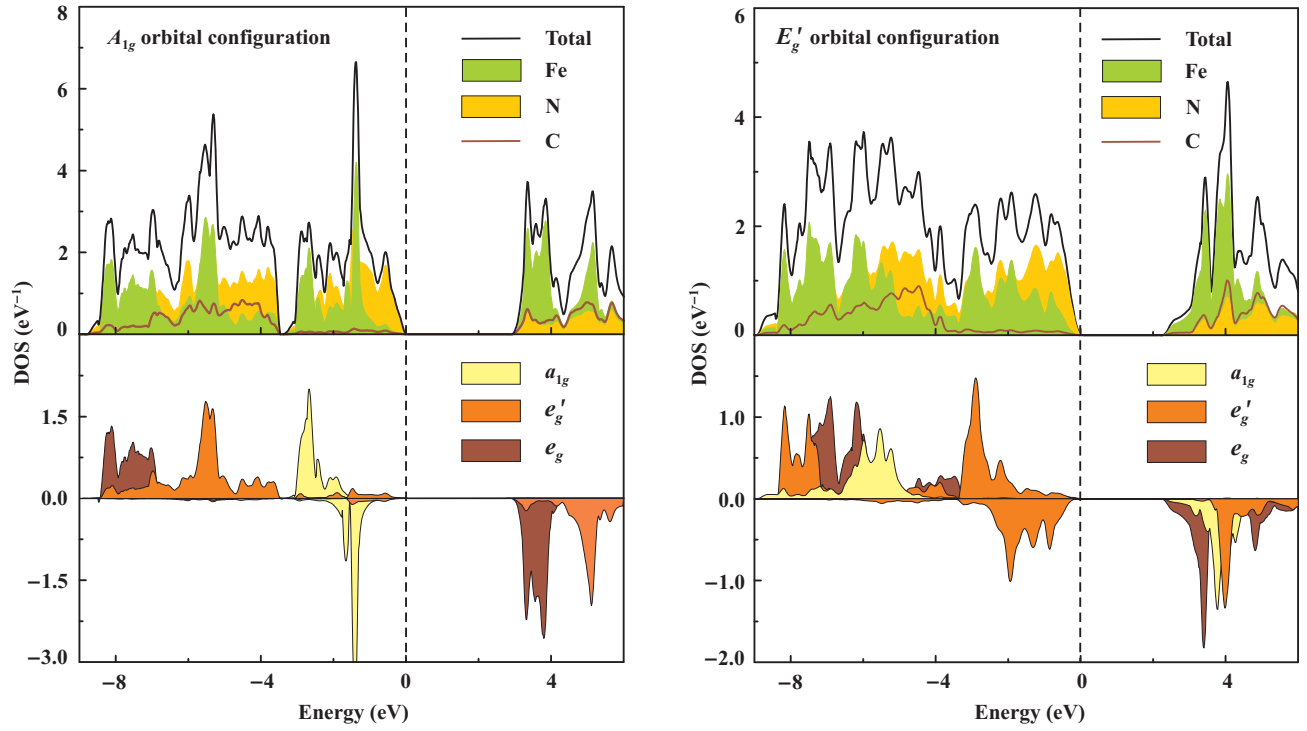 A1g orbital configuration
Total
Fe
N
C
8
6
4
2
0
DOS (eV−1)
a1g
eg′
eg
1.5
0.0
−1.5
−3.0
−8
−4
0
4
Energy (eV)
Eg′ orbital configuration
Total
Fe
N
C
6
4
2
0
DOS (eV−1)
a1g
eg′
eg
1.0
0.0
−1.0
−2.0
−8
−4
0
4
Energy (eV)